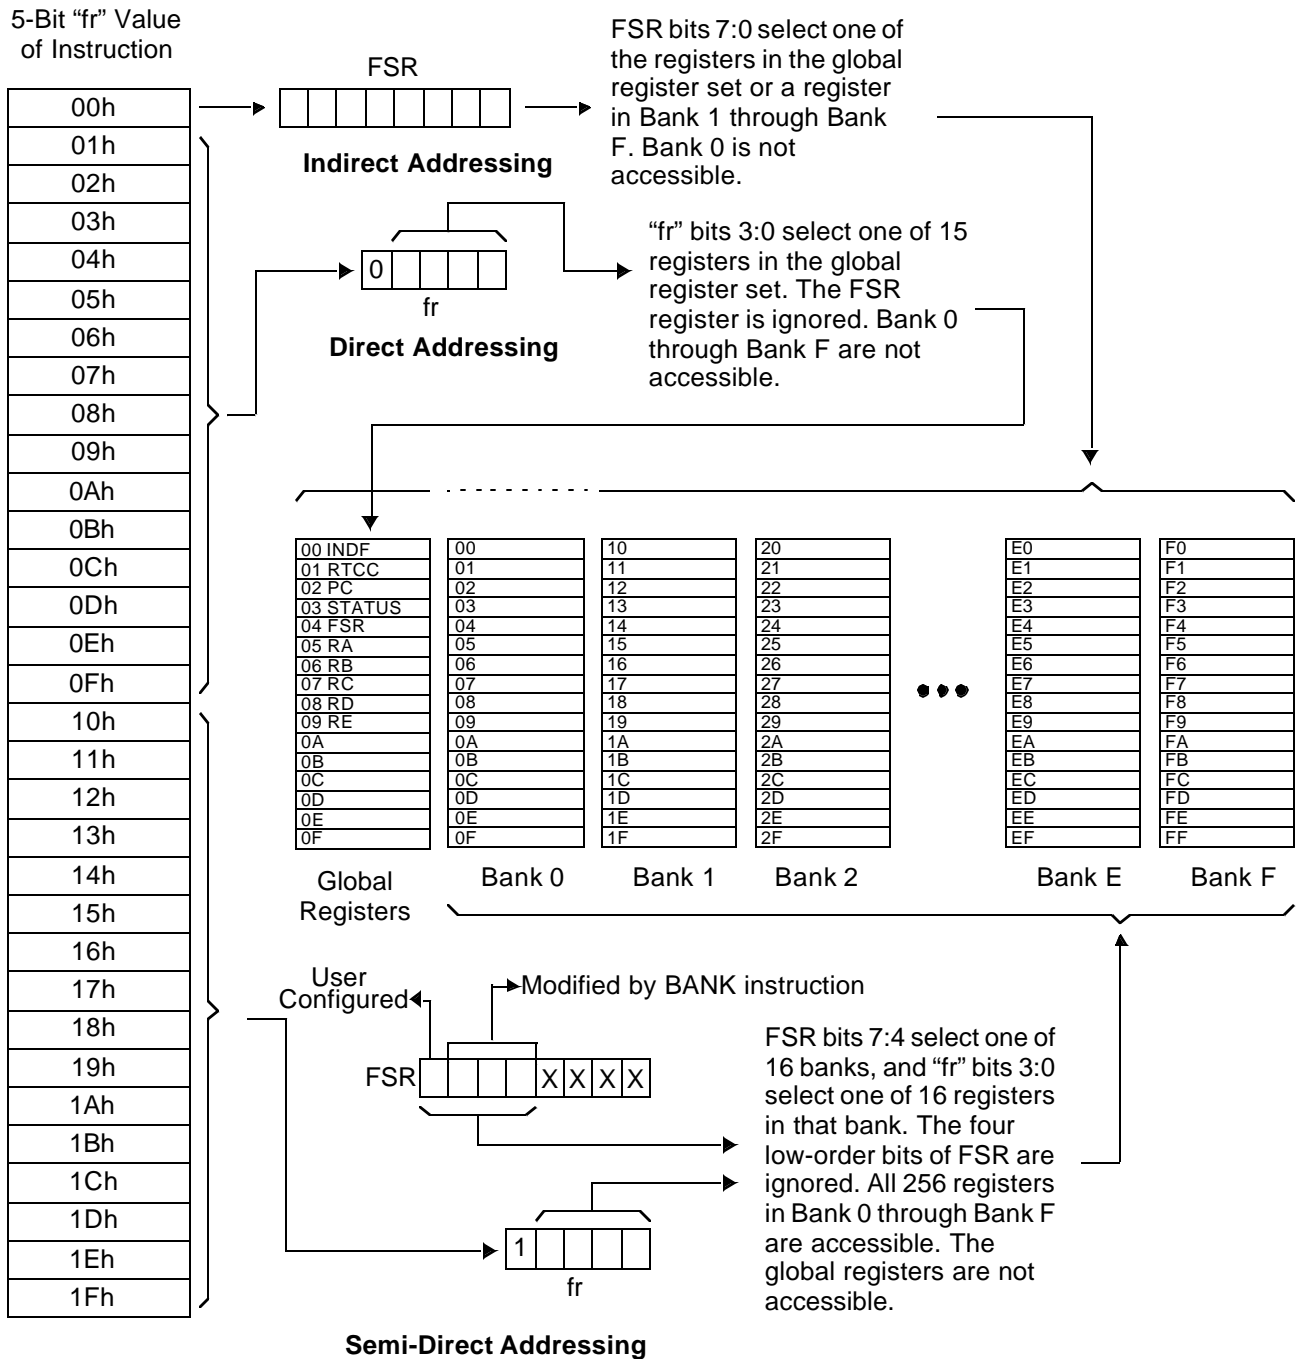 5-Bit “fr” Value
of Instruction
00h
01h
02h
03h
04h
05h
06h
07h
08h
09h
0Ah
0Bh
0Ch
0Dh
0Eh
0Fh
10h
11h
12h
13h
14h
15h
16h
17h
18h
19h
1Ah
1Bh
1Ch
1Dh
1Eh
1Fh
FSR
Indirect Addressing
FSR bits 7:0 select one of
the registers in the global
register set or a register
in Bank 1 through Bank
F. Bank 0 is not
accessible.
0
fr
Direct Addressing
“fr” bits 3:0 select one of 15
registers in the global
register set. The FSR
register is ignored. Bank 0
through Bank F are not
accessible.
00 INDF
01 RTCC
02 PC
03 STATUS
04 FSR
05 RA
06 RB
07 RC
08 RD
09 RE
0A
0B
0C
0D
0E
0F
Global
Registers
00
01
02
03
04
05
06
07
08
09
0A
0B
0C
0D
0E
0F
Bank 0
10
11
12
13
14
15
16
17
18
19
1A
1B
1C
1D
1E
1F
Bank 1
20
21
22
23
24
25
26
27
28
29
2A
2B
2C
2D
2E
2F
Bank 2
E0
E1
E2
E3
E4
E5
E6
E7
E8
E9
EA
EB
EC
ED
EE
EF
Bank E
F0
F1
F2
F3
F4
F5
F6
F7
F8
F9
FA
FB
FC
FD
FE
FF
Bank F
User
Configured
Modified by BANK instruction
FSR
X X X X
1
fr
Semi-Direct Addressing
FSR bits 7:4 select one of
16 banks, and “fr” bits 3:0
select one of 16 registers
in that bank. The four
low-order bits of FSR are
ignored. All 256 registers
in Bank 0 through Bank F
are accessible. The
global registers are not
accessible.